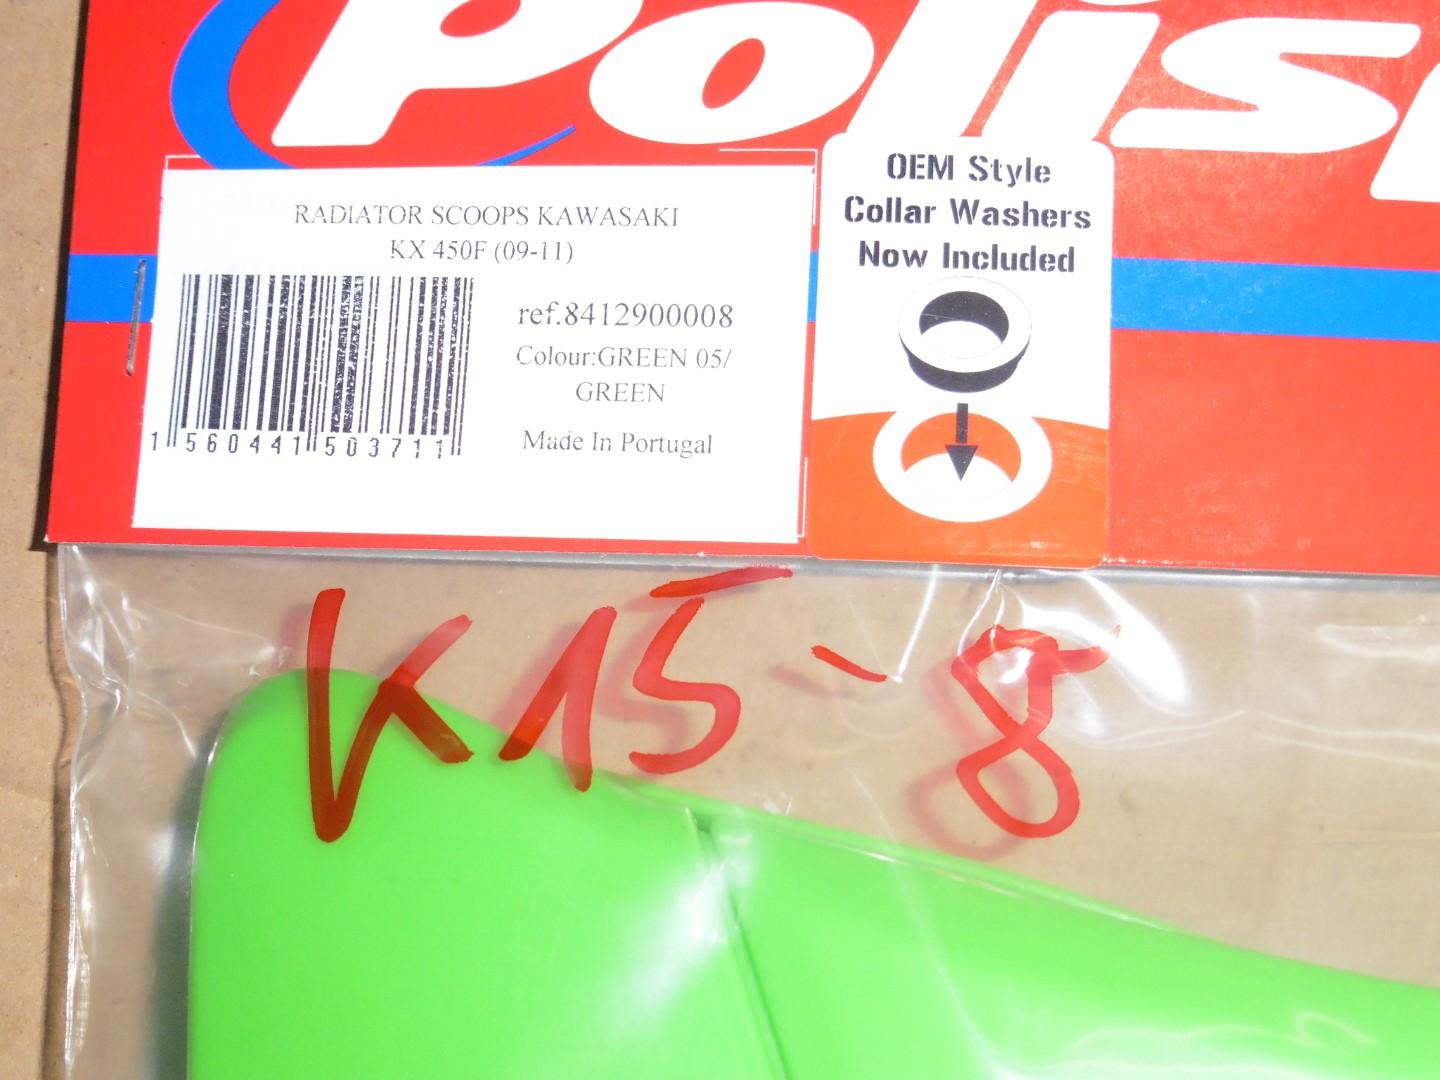 Polisp
RADIATOR SCOOPS KAWASAKI
KX 450F (09-11)
ref.8412900008
Colour:GREEN 05/
GREEN
Made In Portugal
1 560441 503711
OEM Style
Collar Washers
Now Included
K15-8